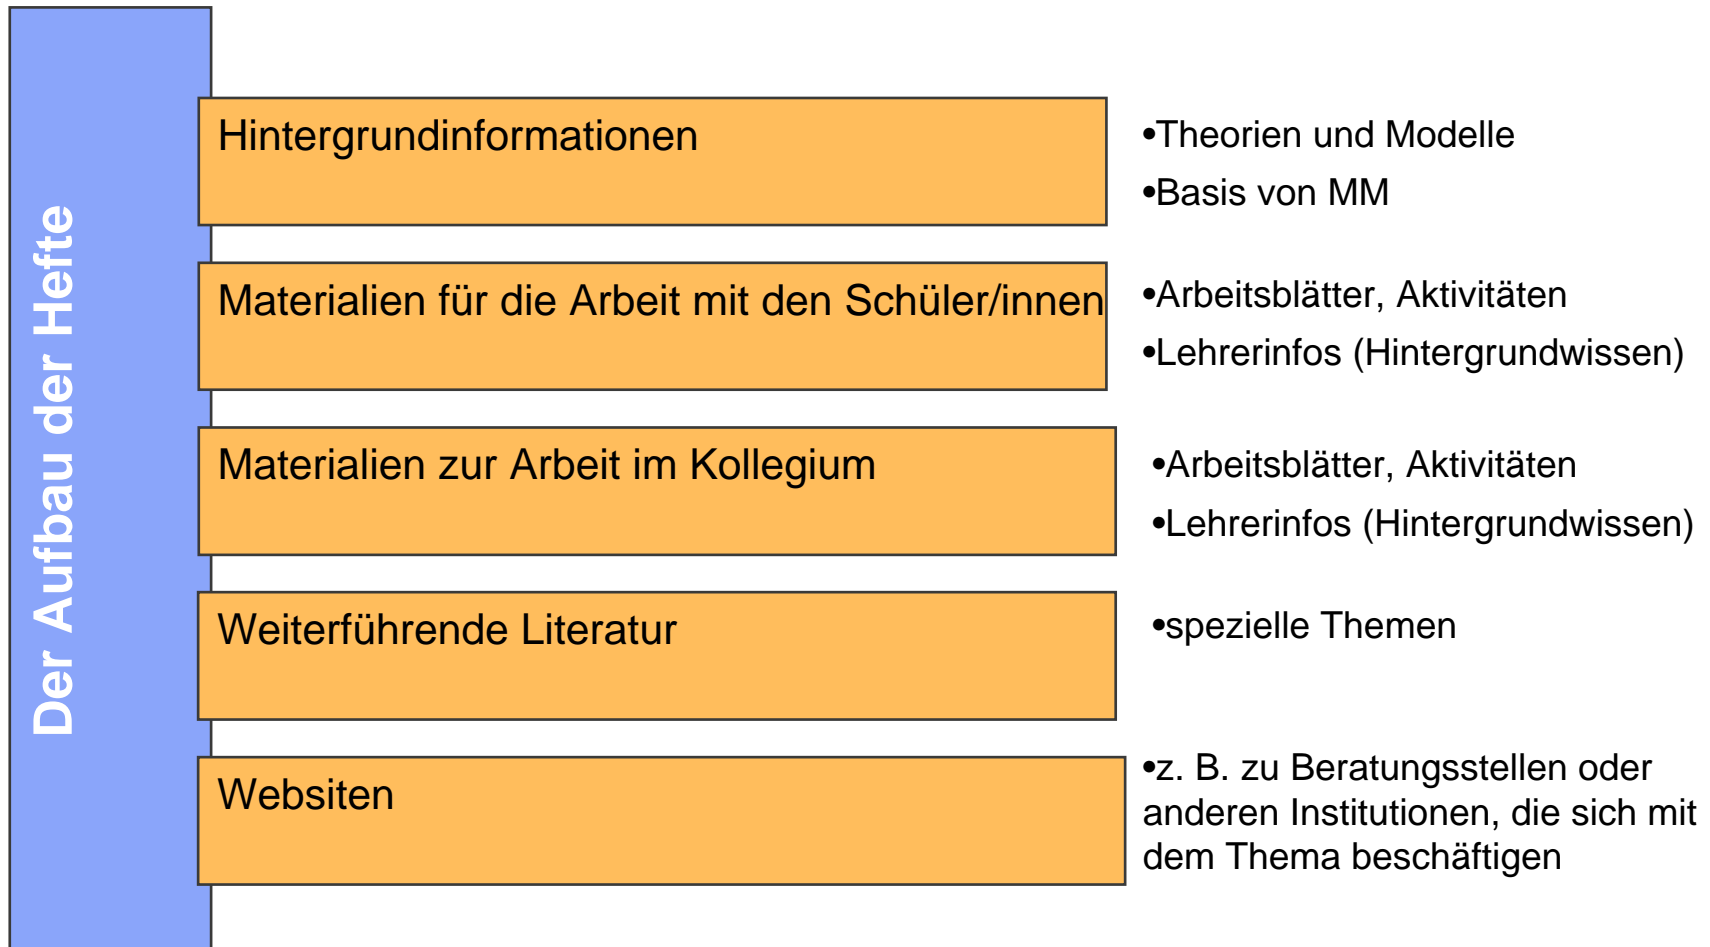 Der Aufbau der Hefte
Hintergrundinformationen
•Theorien und Modelle
•Basis von MM
Materialien für die Arbeit mit den Schüler/innen
•Arbeitsblätter, Aktivitäten
•Lehrerinfos (Hintergrundwissen)
Materialien zur Arbeit im Kollegium
•Arbeitsblätter, Aktivitäten
•Lehrerinfos (Hintergrundwissen)
Weiterführende Literatur
•spezielle Themen
Websiten
•z. B. zu Beratungsstellen oder
anderen Institutionen, die sich mit
dem Thema beschäftigen